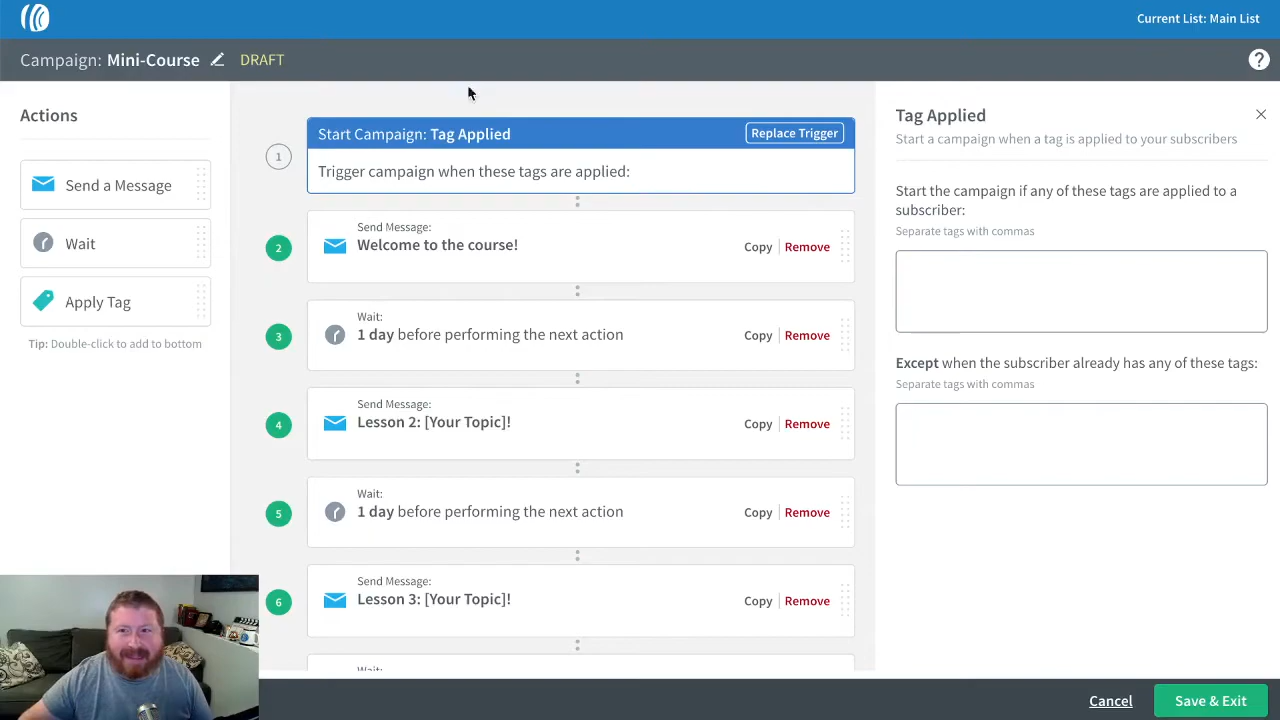 Current List: Main List
Campaign: Mini-Course DRAFT
?
Actions
Send a Message
Wait
Apply Tag
Tip: Double-click to add to bottom
1
Start Campaign: Tag Applied
Replace Trigger
Trigger campaign when these tags are applied:
2
Send Message:
Welcome to the course!
Copy Remove
3
Wait:
1 day before performing the next action
Copy Remove
4
Send Message:
Lesson 2: [Your Topic]!
Copy Remove
5
Wait:
1 day before performing the next action
Copy Remove
6
Send Message:
Lesson 3: [Your Topic]!
Copy Remove
Wait:
Tag Applied
Start a campaign when a tag is applied to your subscribers
Start the campaign if any of these tags are applied to a
subscriber:
Separate tags with commas
Except when the subscriber already has any of these tags:
Separate tags with commas
Cancel
Save & Exit